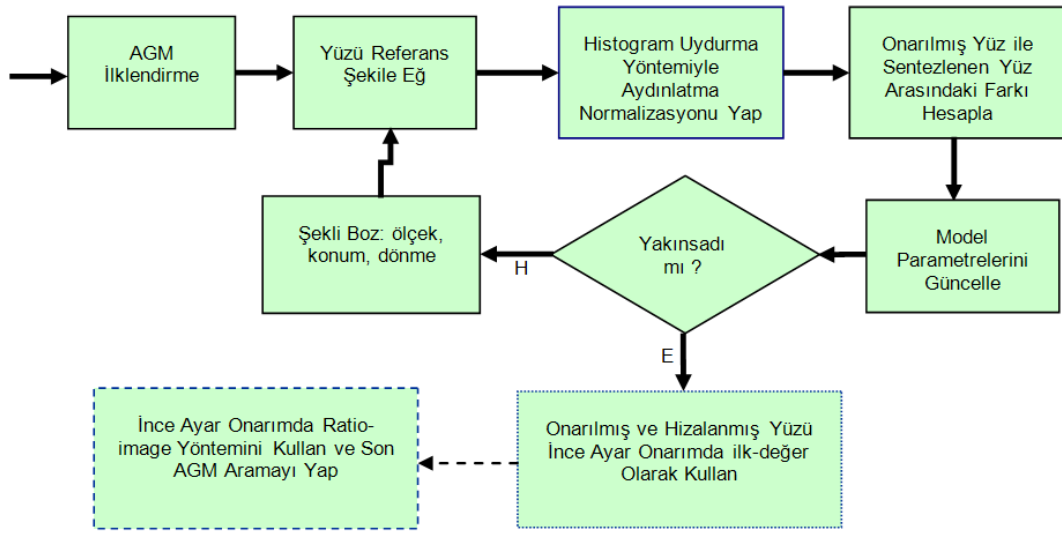 AGM
İlklendirme
Yüzü Referans
Şekile Eğ
Histogram Uydurma
Yöntemiyle
Aydınlatma
Normalizasyonu Yap
Onarılmış Yüz ile
Sentezlenen Yüz
Arasındaki Farkı
Hesapla
Şekli Boz: ölçek,
konum, dönme
H
Yakınsadı
mı ?
Model
Parametrelerini
Güncelle
E
İnce Ayar Onarımda Ratio-
image Yöntemini Kullan ve Son
AGM Aramayı Yap
Onarılmış ve Hizalanmış Yüzü
İnce Ayar Onarımda ilk-değer
Olarak Kullan